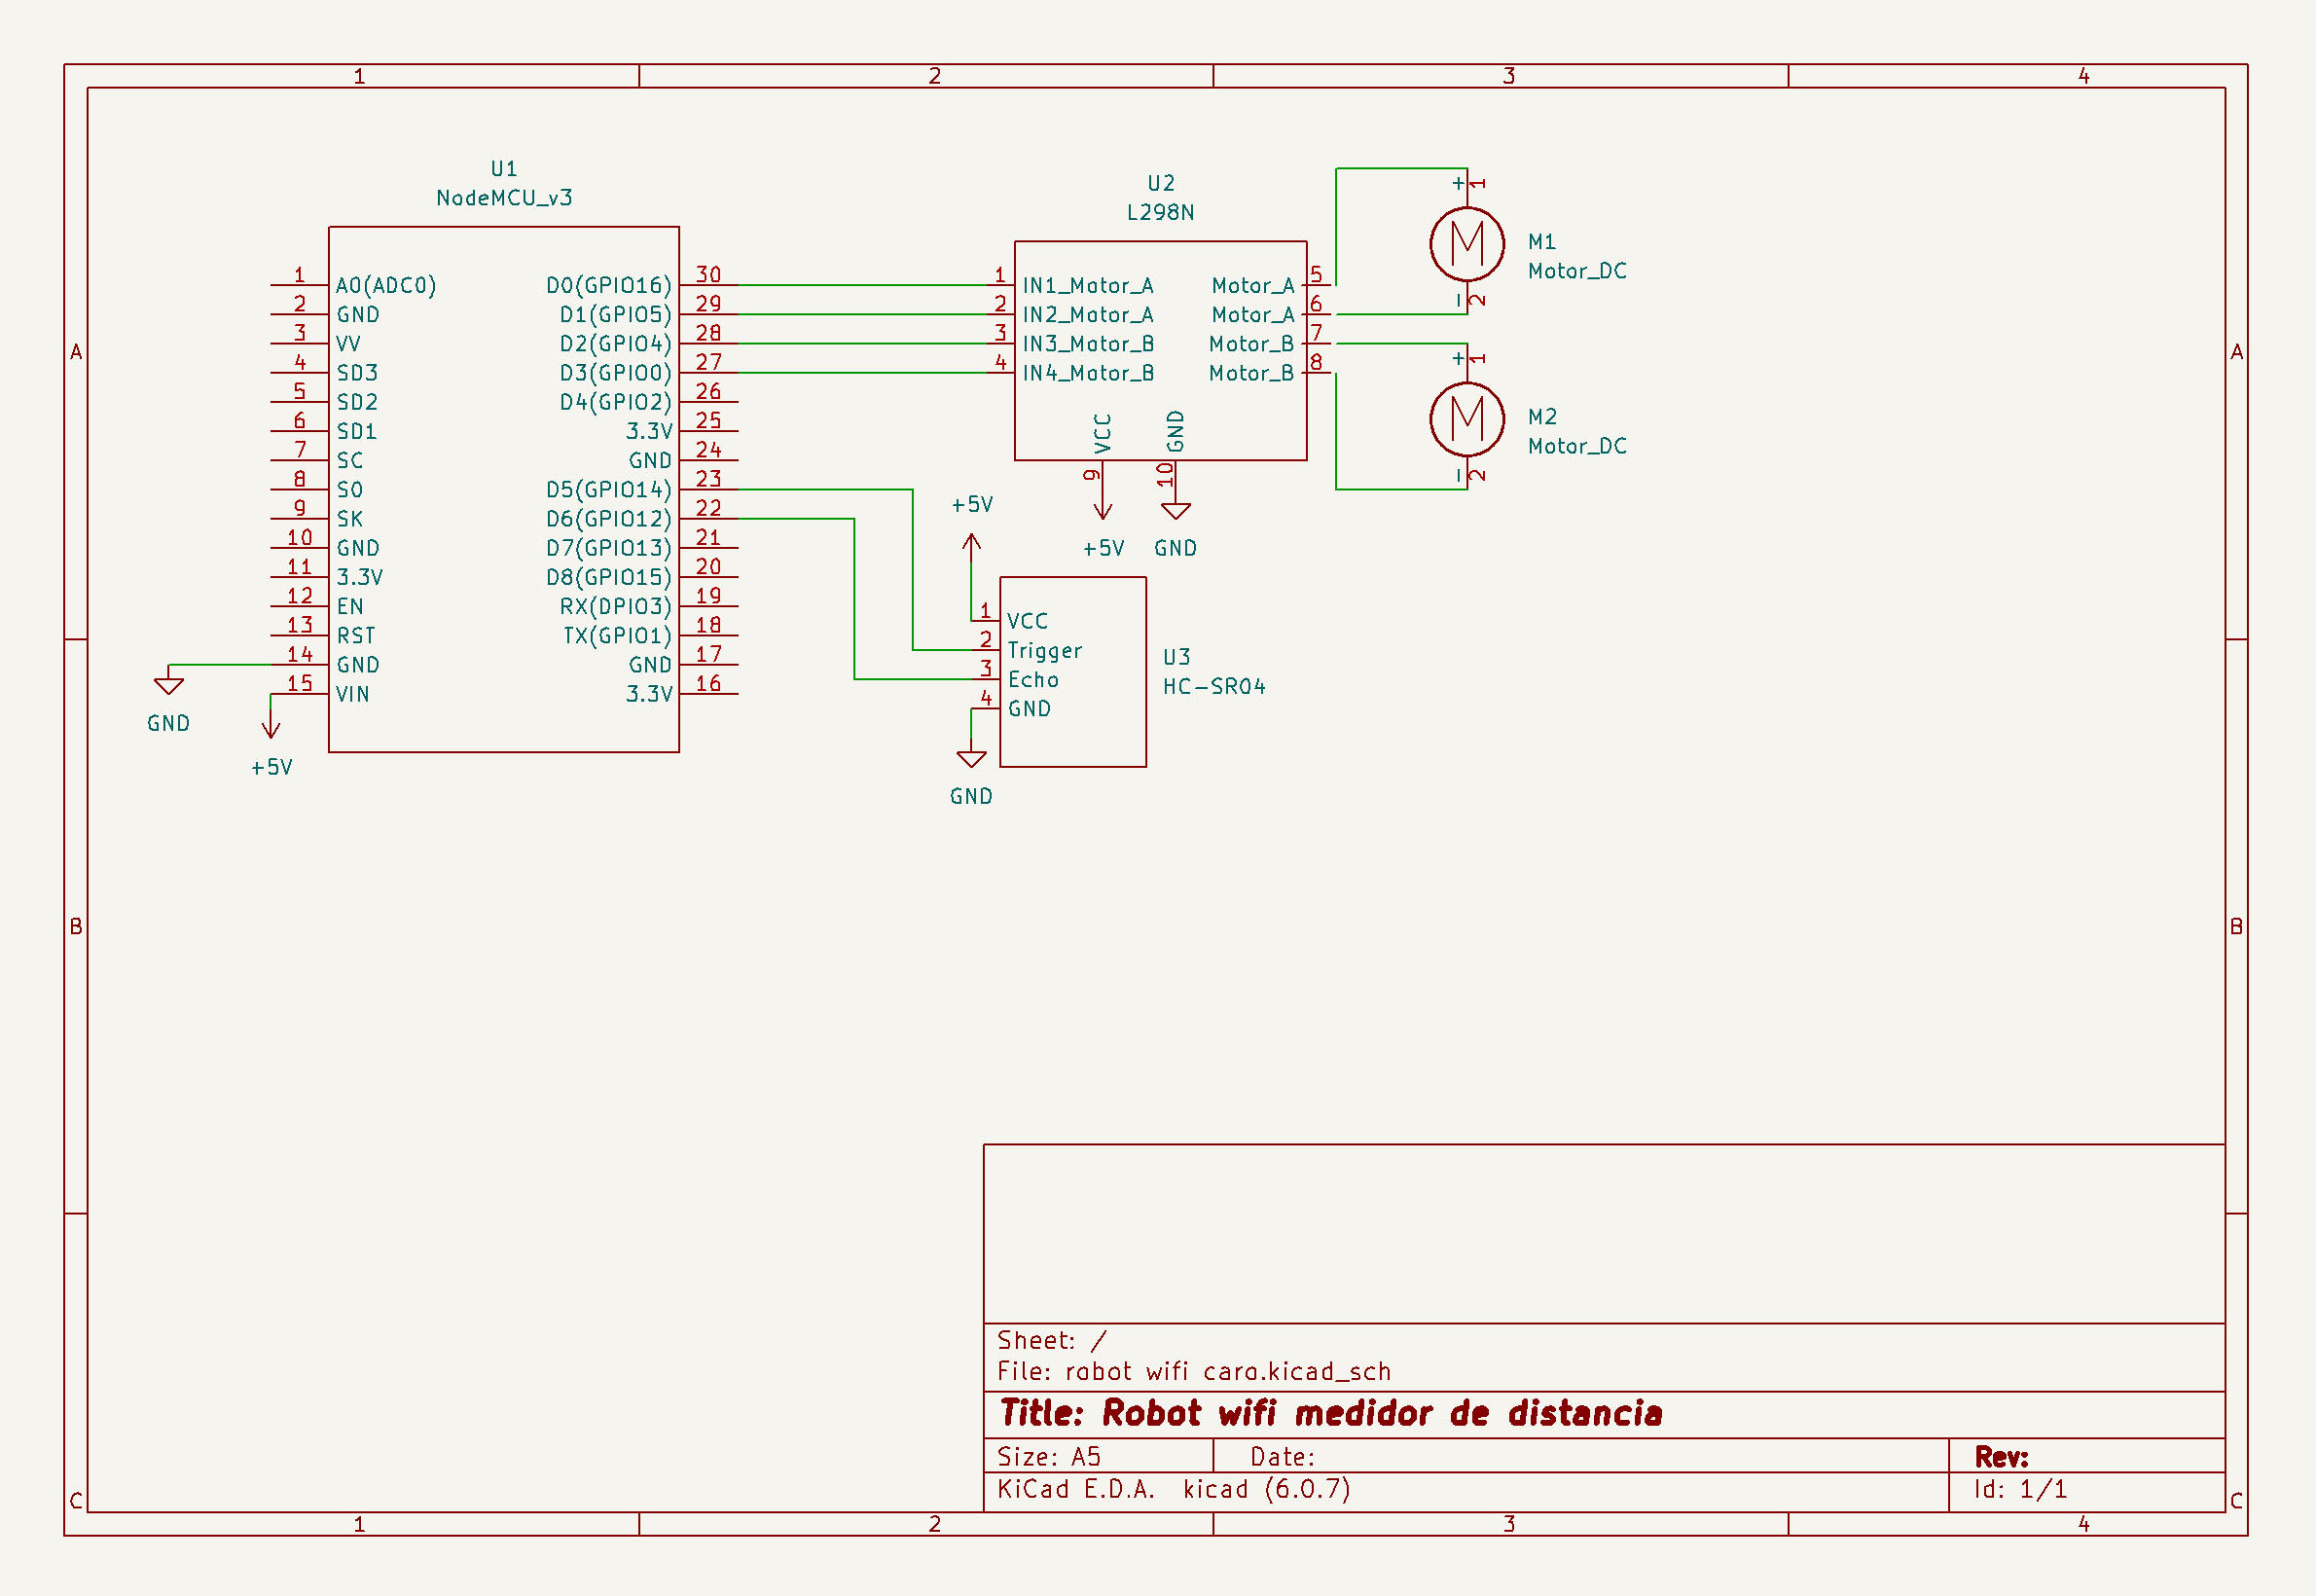 1 2 3 4
A
B
C
A
B
C
1 2 3 4
U1
NodeMCU_v3
1 A0(ADC0)
2 GND
3 VV
4 SD3
5 SD2
6 SD1
7 SC
8 S0
9 SK
10 GND
11 3.3V
12 EN
13 RST
14 GND
15 VIN
D0(GPIO16) 30
D1(GPIO5) 29
D2(GPIO4) 28
D3(GPIO0) 27
D4(GPIO2) 26
3.3V 25
GND 24
D5(GPIO14) 23
D6(GPIO12) 22
D7(GPIO13) 21
D8(GPIO15) 20
RX(DPIO3) 19
TX(GPIO1) 18
GND 17
3.3V 16
GND
+5V
U2
L298N
1 IN1_Motor_A
2 IN2_Motor_A
3 IN3_Motor_B
4 IN4_Motor_B
Motor_A 5
Motor_A 6
Motor_B 7
Motor_B 8
VCC 9
GND 10
+5V
GND
+ 1
M
- 2
M1
Motor_DC
+ 1
M
- 2
M2
Motor_DC
+5V
1 VCC
2 Trigger
3 Echo
4 GND
U3
HC-SR04
GND
Sheet: /
File: robot wifi caro.kicad_sch
Title: Robot wifi medidor de distancia
Size: A5 Date: Rev:
KiCad E.D.A. kicad (6.0.7) Id: 1/1